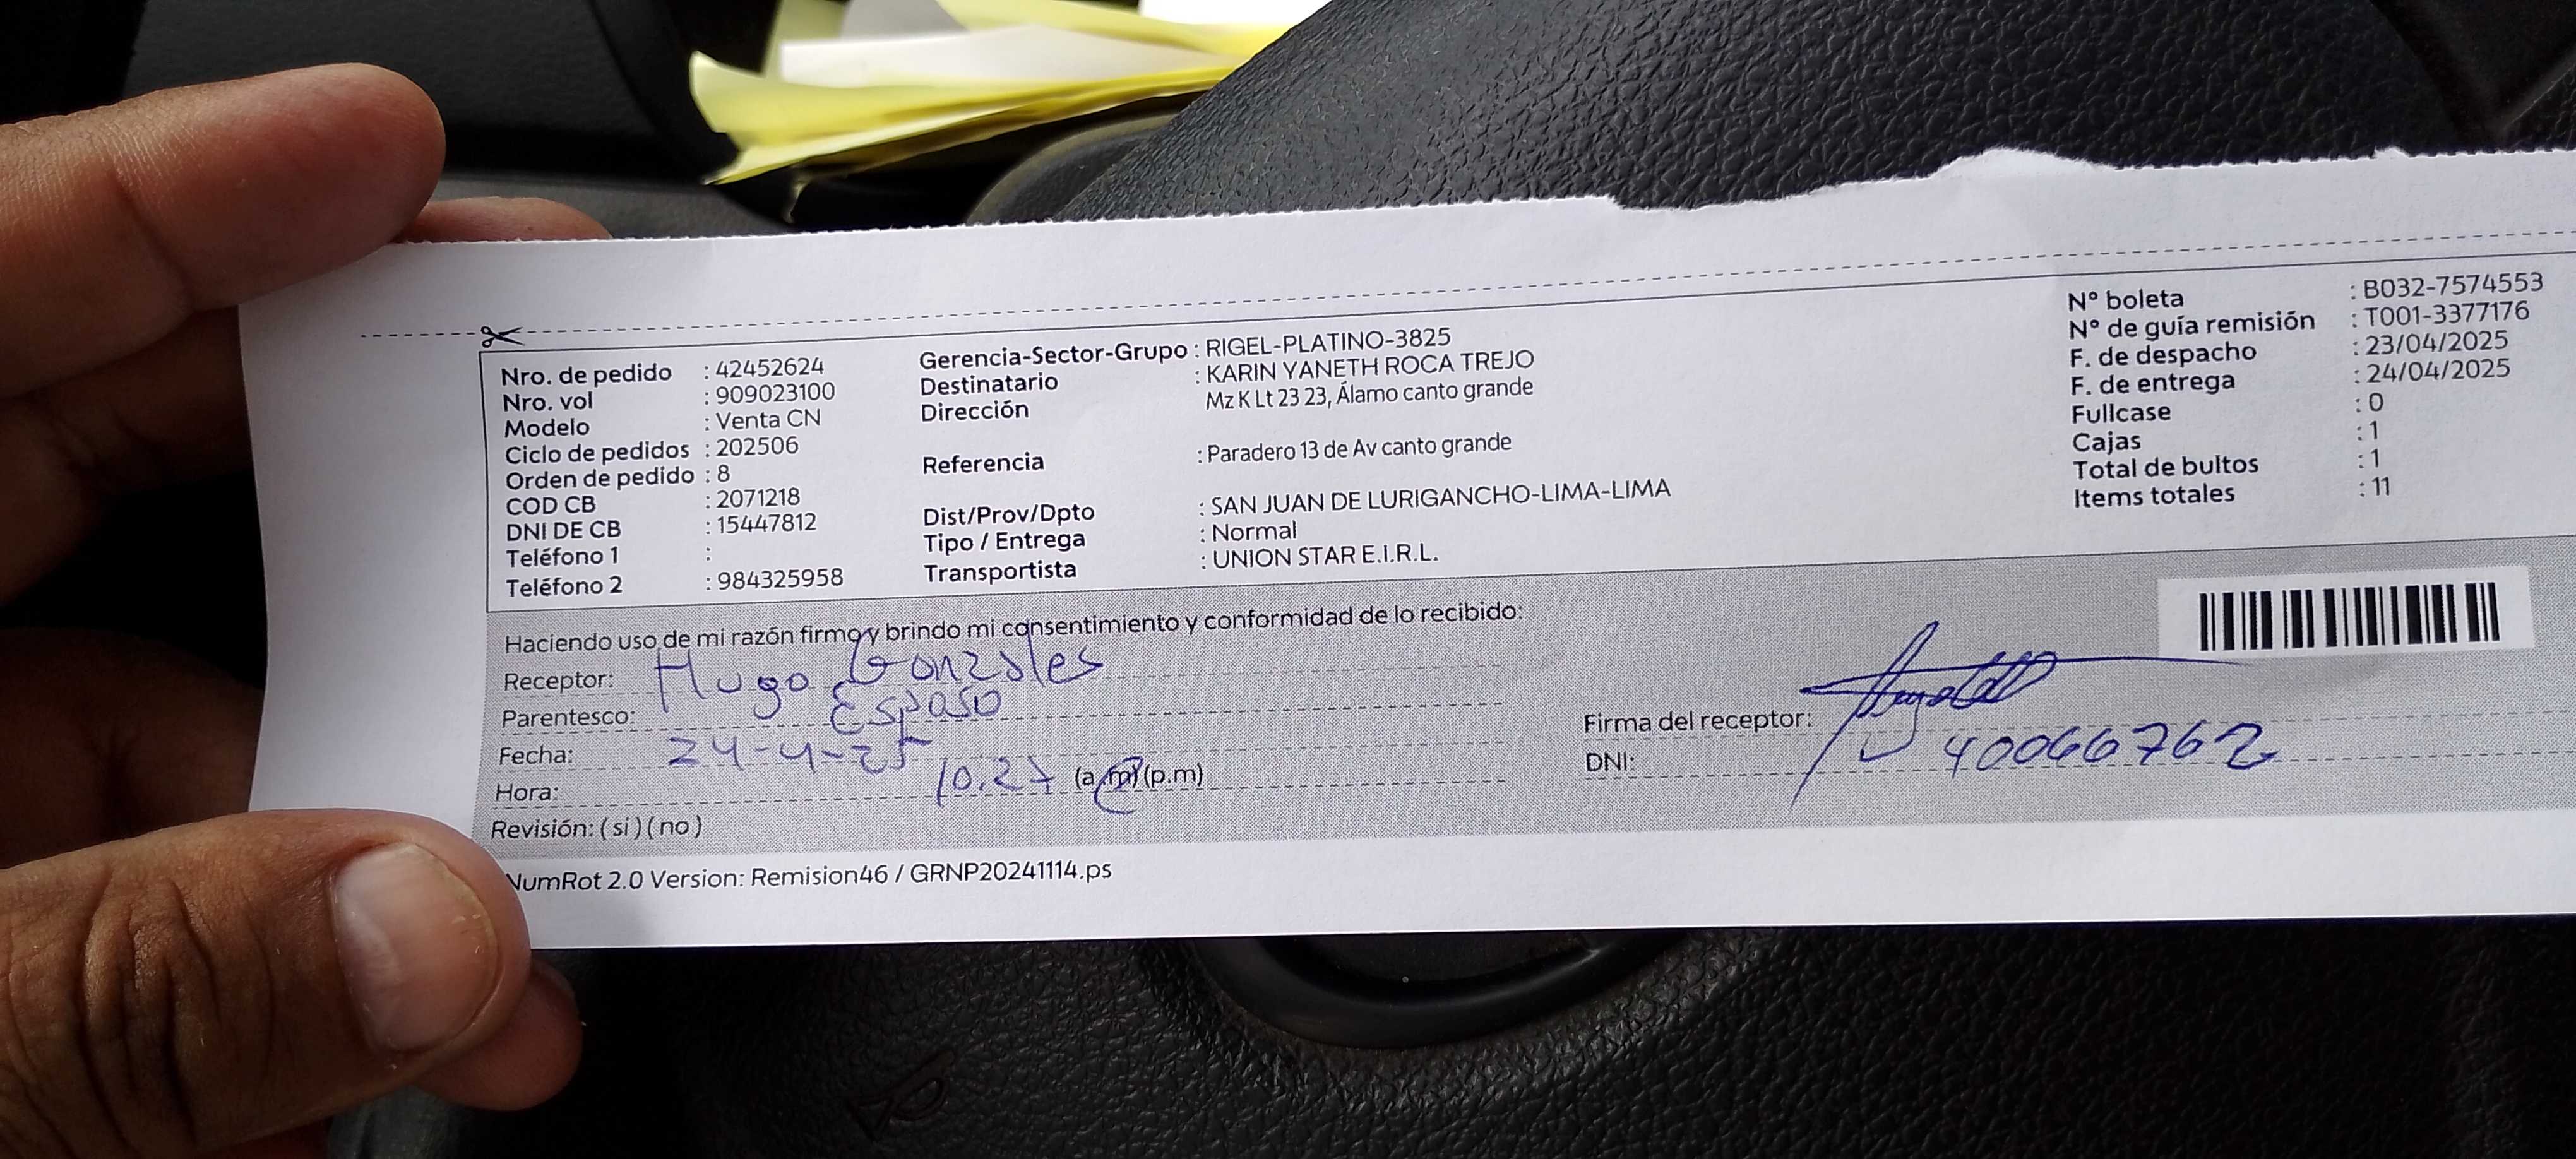 Nro. de pedido : 42452624
Nro. vol : 909023100
Modelo : Venta CN
Ciclo de pedidos : 202506
Orden de pedido : 8
COD CB : 2071218
DNI DE CB : 15447812
Teléfono 1 :
Teléfono 2 : 984325958
Gerencia-Sector-Grupo : RIGEL-PLATINO-3825
Destinatario : KARIN YANETH ROCA TREJO
Dirección Mz K Lt 23 23, Álamo canto grande
Referencia : Paradero 13 de Av canto grande
Dist/Prov/Dpto : SAN JUAN DE LURIGANCHO-LIMA-LIMA
Tipo / Entrega : Normal
Transportista : UNION STAR E.I.R.L.
N° boleta : B032-7574553
N° de guía remisión : T001-3377176
F. de despacho : 23/04/2025
F. de entrega : 24/04/2025
Fullcase : 0
Cajas : 1
Total de bultos : 1
Items totales : 11
Haciendo uso de mi razón firmo y brindo mi consentimiento y conformidad de lo recibido:
Receptor: Hugo Gonzales
Parentesco: Esposo
Fecha: 24-4-25
Hora: 10.27 (a.m) (p.m)
Revisión: ( si ) ( no )
Firma del receptor:
DNI: 40066762
NumRot 2.0 Version: Remision46 / GRNP20241114.ps